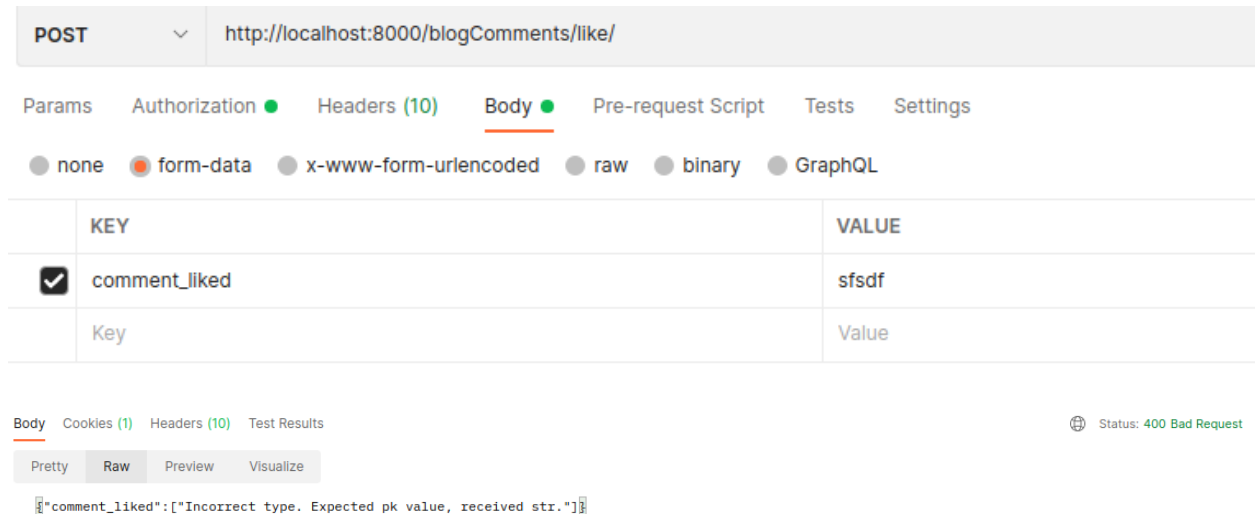 POST http://localhost:8000/blogComments/like/
Params Authorization Headers (10) Body Pre-request Script Tests Settings
none form-data x-www-form-urlencoded raw binary GraphQL
KEY VALUE
comment_liked sfsdf
Key Value
Body Cookies (1) Headers (10) Test Results Status: 400 Bad Request
Pretty Raw Preview Visualize
{"comment_liked":["Incorrect type. Expected pk value, received str."]}